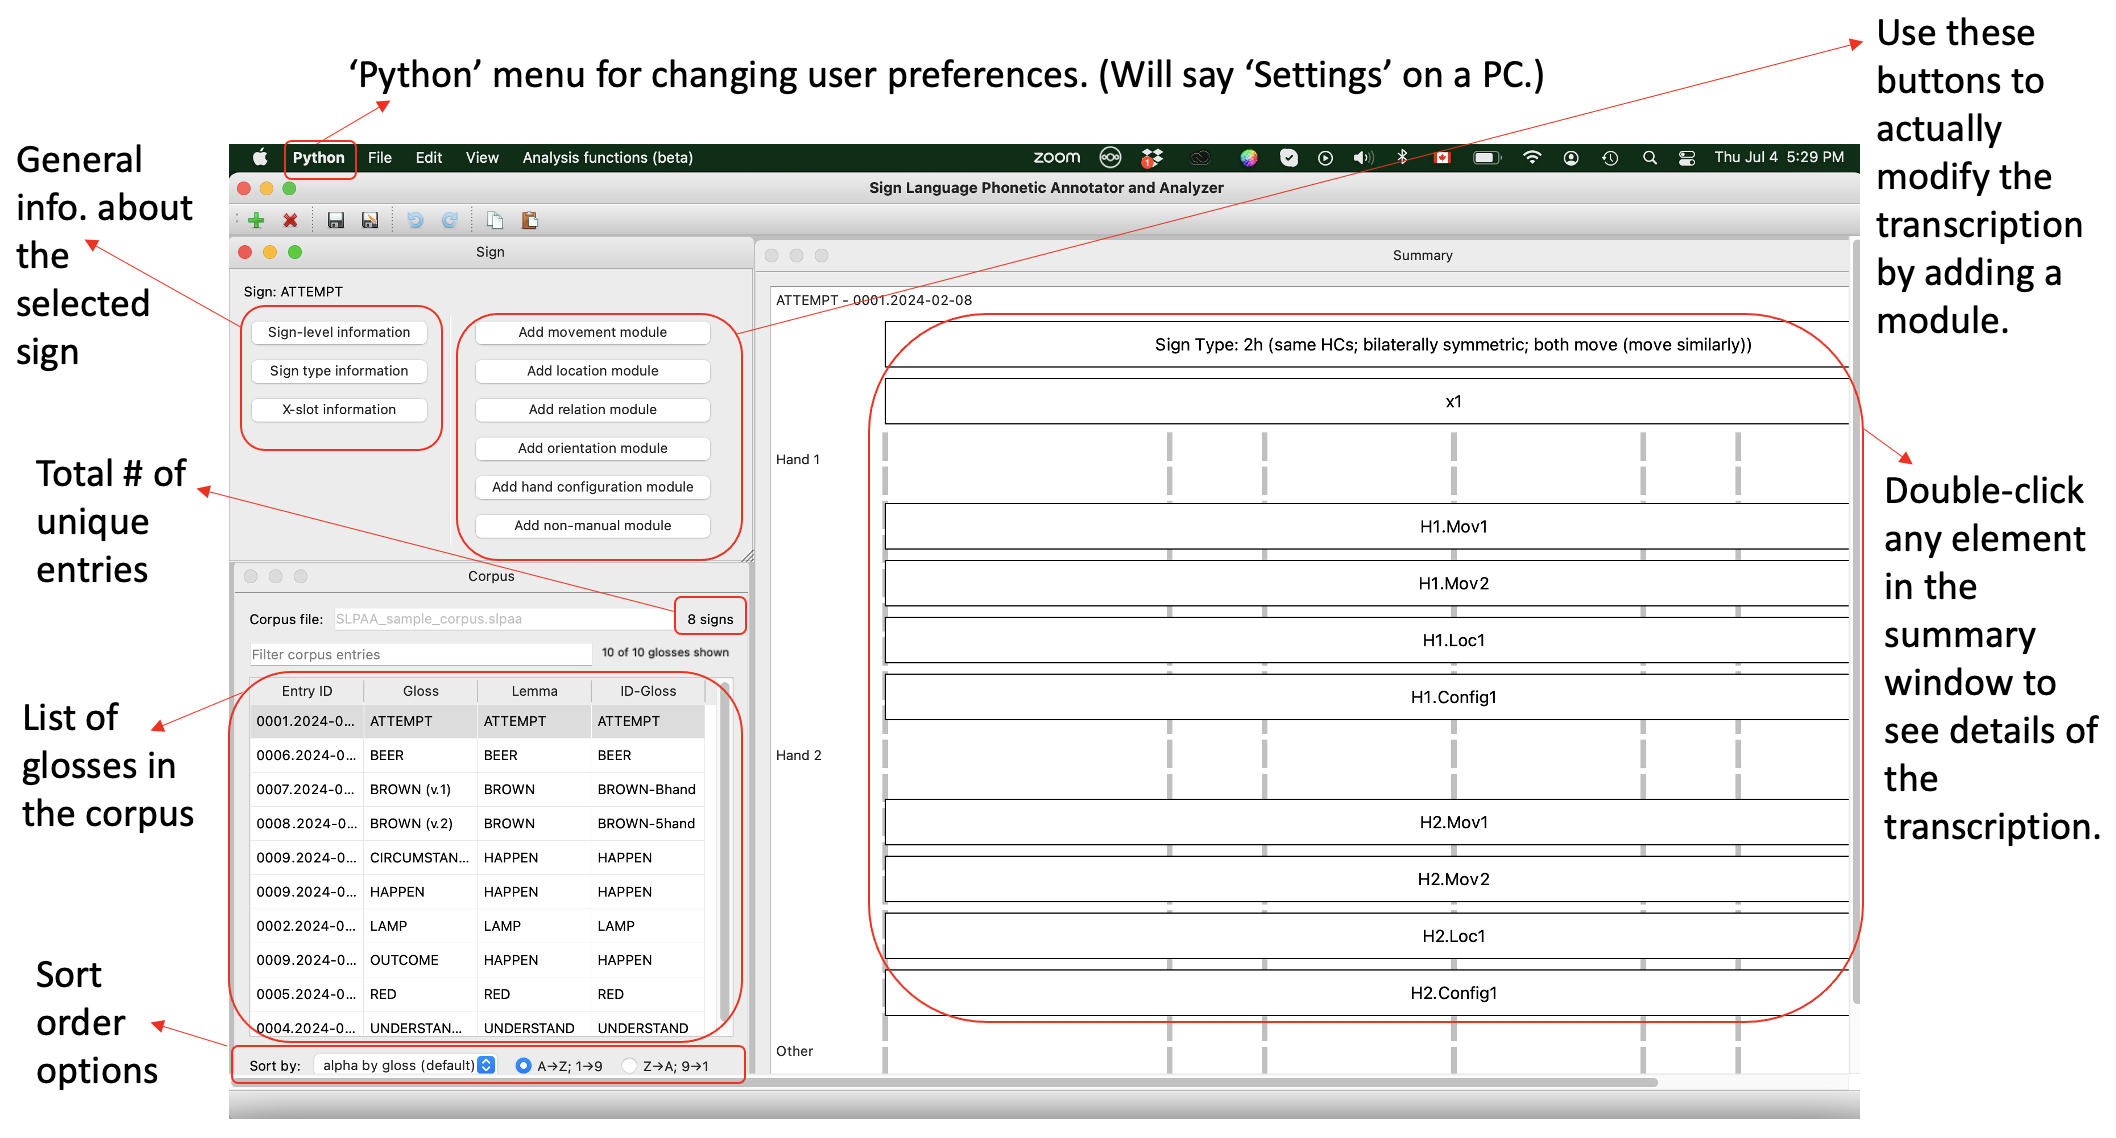 ‘Python’ menu for changing user preferences. (Will say ‘Settings’ on a PC.)
Use these
buttons to
actually
modify the
transcription
by adding a
module.
General
info. about
the
selected
sign
Python File Edit View Analysis functions (beta)
zoom
1
Thu Jul 4 5:29 PM
Sign Language Phonetic Annotator and Analyzer
Sign
Sign: ATTEMPT
Sign-level information
Sign type information
X-slot information
Add movement module
Add location module
Add relation module
Add orientation module
Add hand configuration module
Add non-manual module
Total # of
unique
entries
Corpus
Corpus file: SLPAA_sample_corpus.slpaa 8 signs
Filter corpus entries 10 of 10 glosses shown
Entry ID Gloss Lemma ID-Gloss
0001.2024-0... ATTEMPT ATTEMPT ATTEMPT
0006.2024-0... BEER BEER BEER
0007.2024-0... BROWN (v.1) BROWN BROWN-Bhand
0008.2024-0... BROWN (v.2) BROWN BROWN-5hand
0009.2024-0... CIRCUMSTAN... HAPPEN HAPPEN
0009.2024-0... HAPPEN HAPPEN HAPPEN
0002.2024-0... LAMP LAMP LAMP
0009.2024-0... OUTCOME HAPPEN HAPPEN
0005.2024-0... RED RED RED
0004.2024-0... UNDERSTAN... UNDERSTAND UNDERSTAND
Sort by: alpha by gloss (default) A→Z; 1→9 Z→A; 9→1
List of
glosses in
the corpus
Sort
order
options
Summary
ATTEMPT - 0001.2024-02-08
Sign Type: 2h (same HCs; bilaterally symmetric; both move (move similarly))
x1
Hand 1
H1.Mov1
H1.Mov2
H1.Loc1
H1.Config1
Hand 2
H2.Mov1
H2.Mov2
H2.Loc1
H2.Config1
Other
Double-click
any element
in the
summary
window to
see details of
the
transcription.